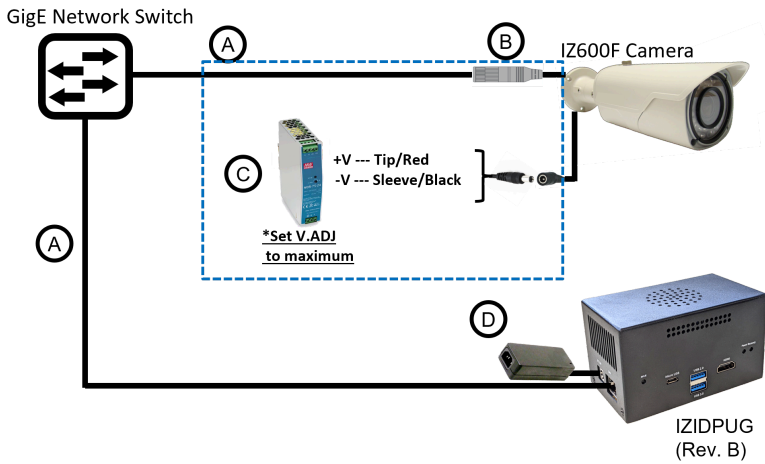 GigE Network Switch
A
B
IZ600F Camera
C
+V --- Tip/Red
-V --- Sleeve/Black
*Set V.ADJ
to maximum
A
D
IZIDPUG
(Rev. B)